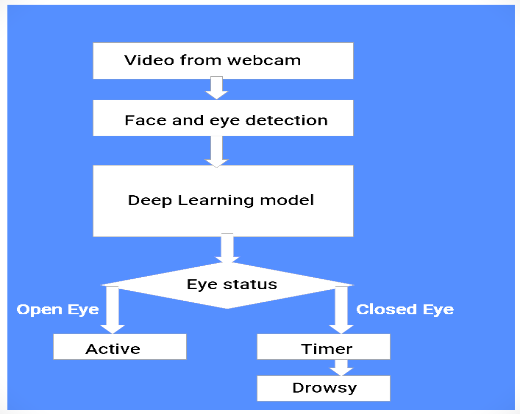 Video from webcam
Face and eye detection
Deep Learning model
Eye status
Open Eye
Closed Eye
Active
Timer
Drowsy